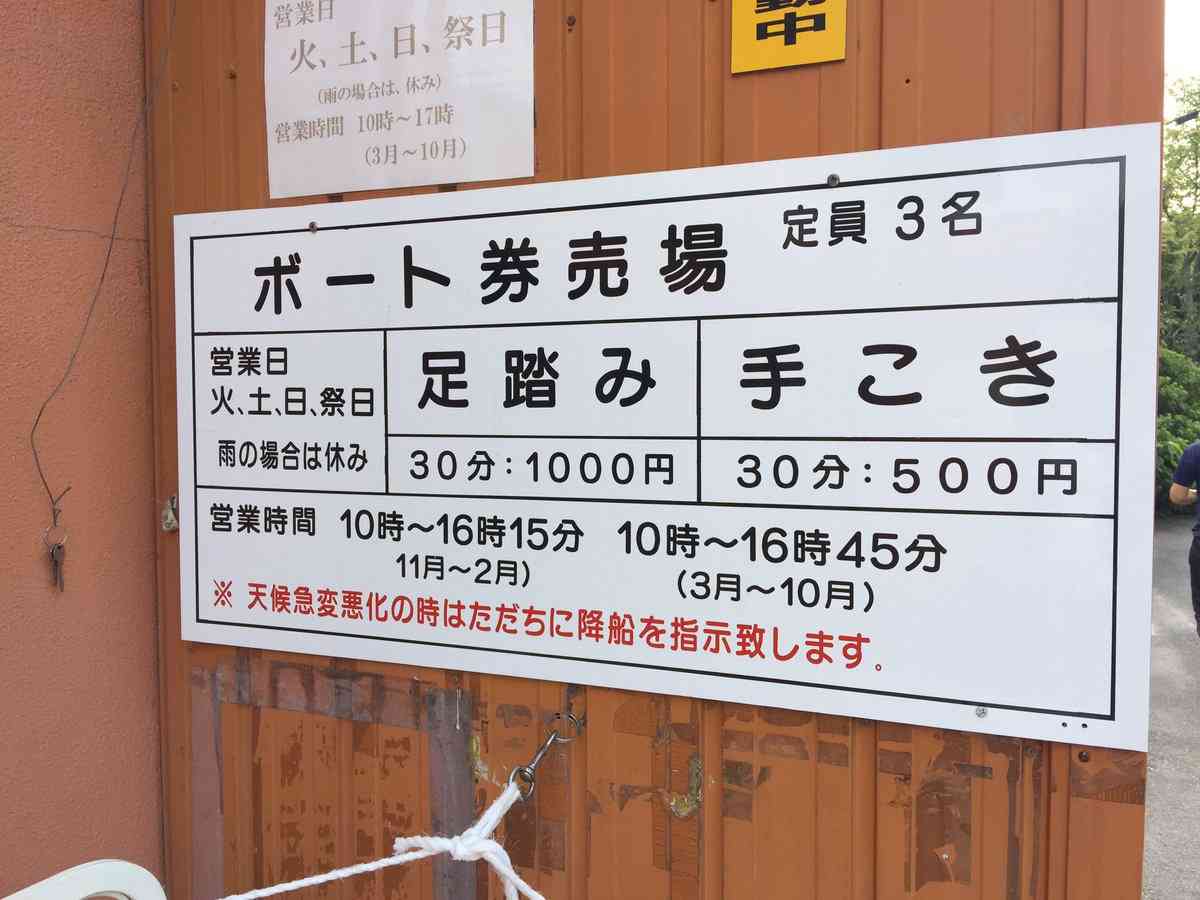 営業日
火、土、日、祭日
(雨の場合は、休み)
営業時間 10時～17時
(3月～10月)
動中
ボート券売場 定員3名
営業日
火、土、日、祭日
雨の場合は休み
足踏み
30分:1000円
手こき
30分:500円
営業時間 10時～16時15分 10時～16時45分
11月～2月) (3月～10月)
※ 天候急変悪化の時はただちに降船を指示致します。